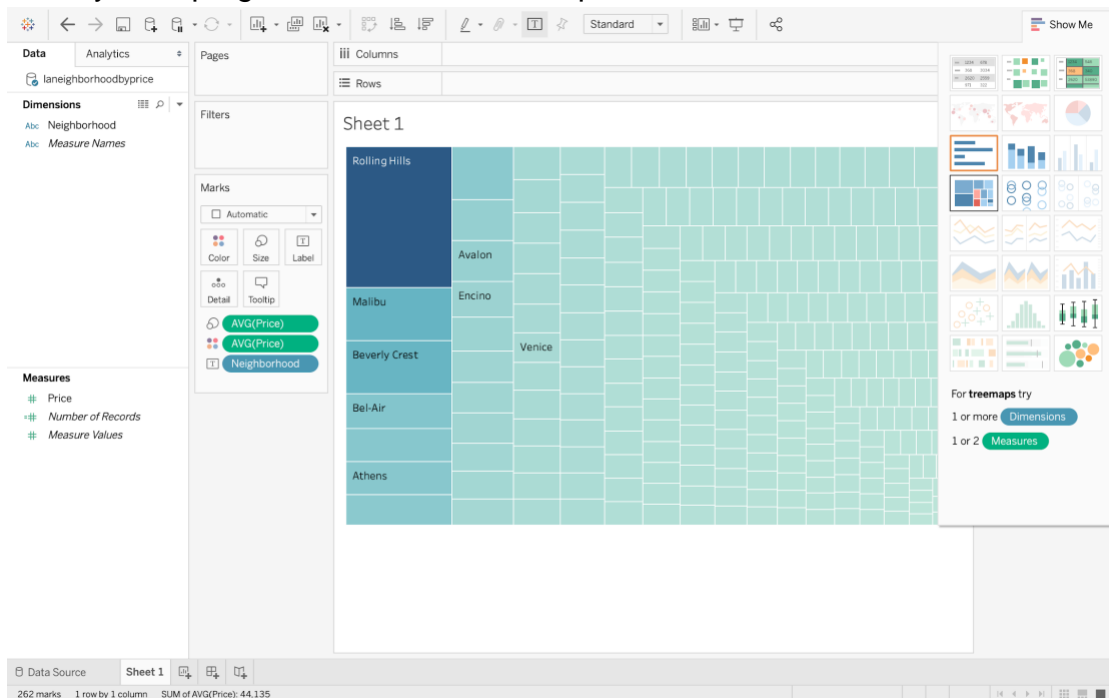 Standard
Show Me
Data
Analytics
Pages
Columns
laneighborhoodbyprice
Rows
Dimensions
Filters
Abc Neighborhood
Abc Measure Names
Sheet 1
Rolling Hills
Marks
Automatic
Color Size Label
Avalon
Detail Tooltip
Malibu
Encino
AVG(Price)
AVG(Price)
Venice
Beverly Crest
Neighborhood
Measures
# Price
=# Number of Records
# Measure Values
Bel-Air
Athens
For treemaps try
1 or more Dimensions
1 or 2 Measures
Data Source
Sheet 1
262 marks 1 row by 1 column SUM of AVG(Price): 44,135